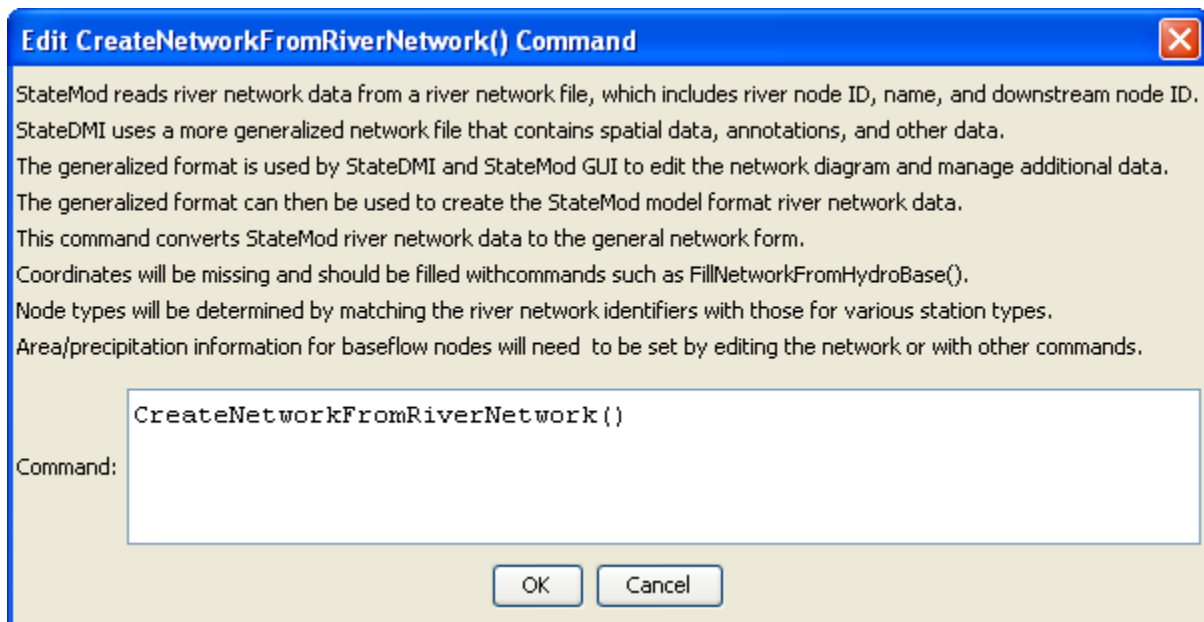 Edit CreateNetworkFromRiverNetwork() Command
StateMod reads river network data from a river network file, which includes river node ID, name, and downstream node ID.
StateDMI uses a more generalized network file that contains spatial data, annotations, and other data.
The generalized format is used by StateDMI and StateMod GUI to edit the network diagram and manage additional data.
The generalized format can then be used to create the StateMod model format river network data.
This command converts StateMod river network data to the general network form.
Coordinates will be missing and should be filled withcommands such as FillNetworkFromHydroBase().
Node types will be determined by matching the river network identifiers with those for various station types.
Area/precipitation information for baseflow nodes will need  to be set by editing the network or with other commands.
CreateNetworkFromRiverNetwork()
Command:
OK Cancel